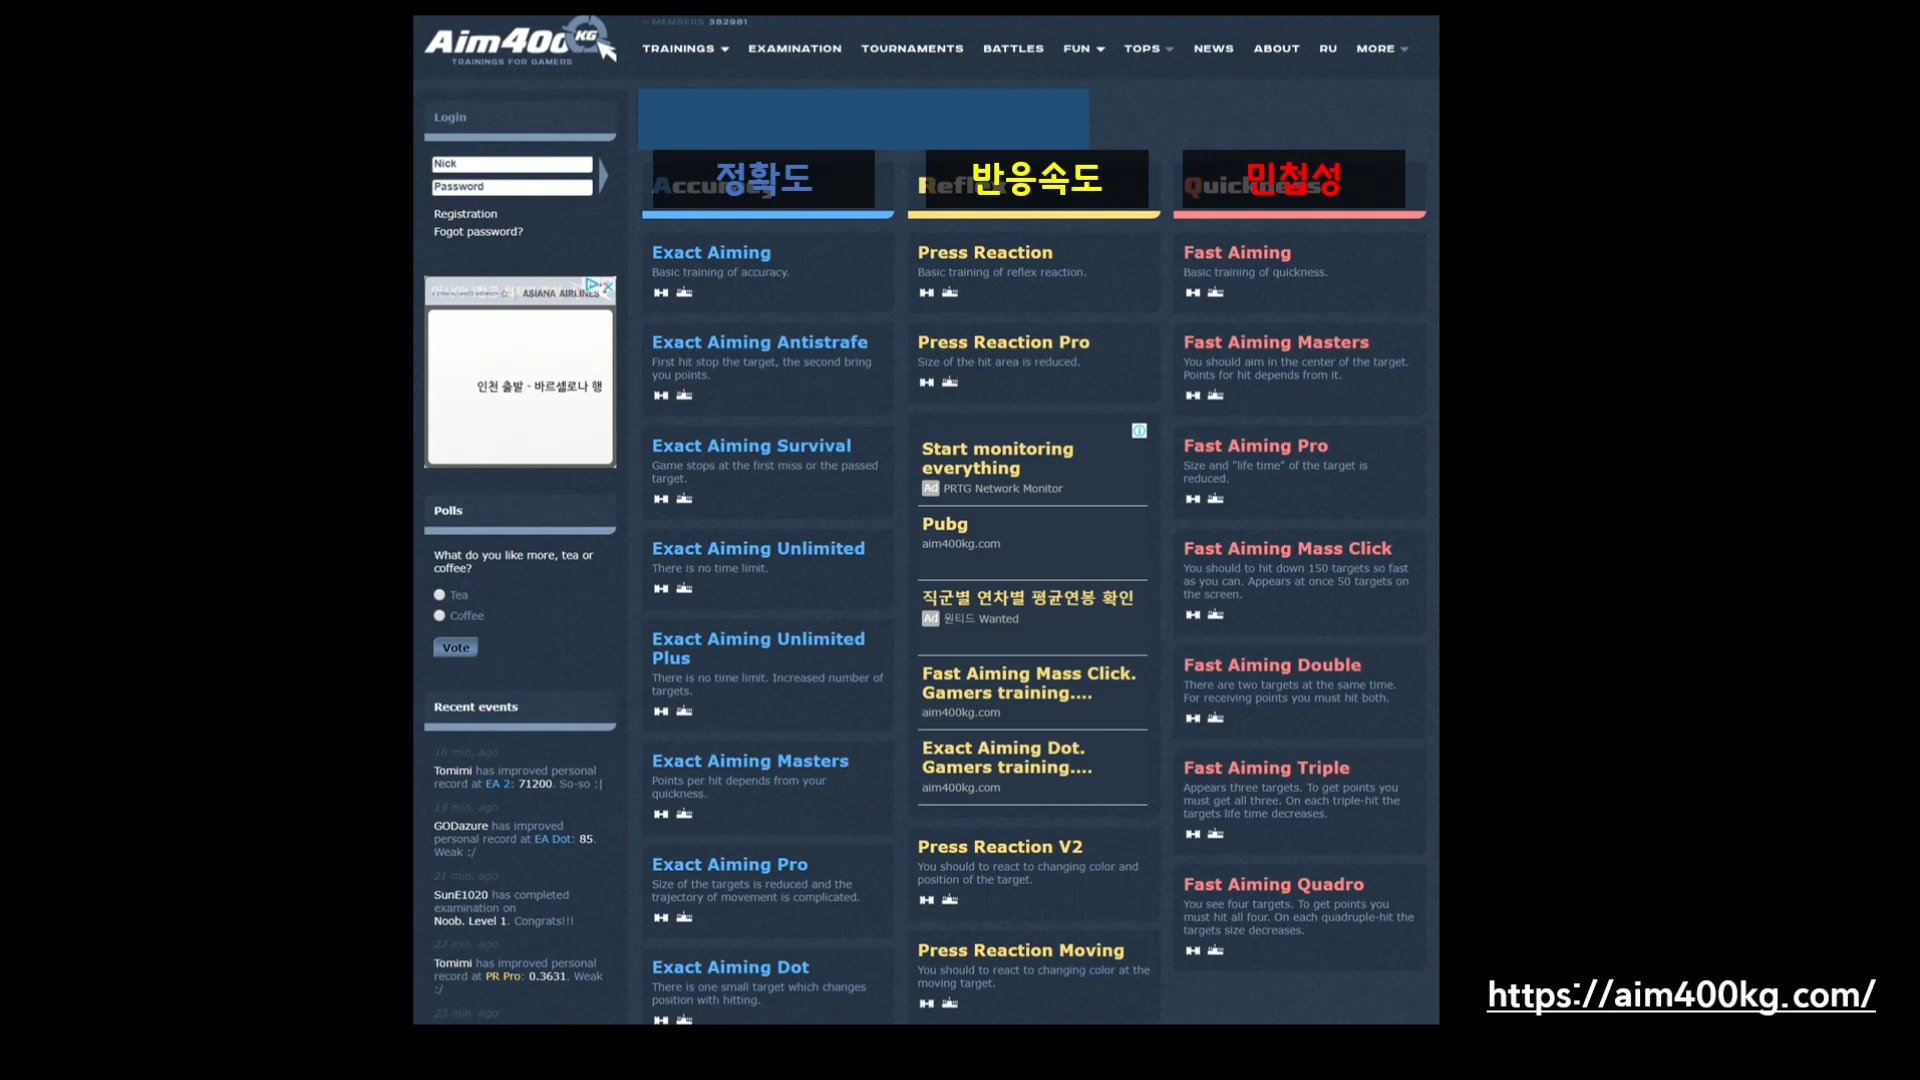 Aim400 KG
TRAININGS FOR GAMERS
MEMBERS 382981
TRAININGS EXAMINATION TOURNAMENTS BATTLES FUN TOPS NEWS ABOUT RU MORE
Login
Nick
Password
Registration
Fogot password?
ASIANA AIRLINES
인천 출발 - 바르셀로나 행
Polls
What do you like more, tea or
coffee?
Tea
Coffee
Vote
Recent events
18 min. ago
Tomimi has improved personal
record at EA 2: 71200. So-so :|
19 min. ago
GODazure has improved
personal record at EA Dot: 85.
Weak :/
21 min. ago
SunE1020 has completed
examination on
Noob. Level 1. Congrats!!!
22 min. ago
Tomimi has improved personal
record at PR Pro: 0.3631. Weak
:/
23 min. ago
Accuracy
정확도
Exact Aiming
Basic training of accuracy.
Exact Aiming Antistrafe
First hit stop the target, the second bring
you points.
Exact Aiming Survival
Game stops at the first miss or the passed
target.
Exact Aiming Unlimited
There is no time limit.
Exact Aiming Unlimited
Plus
There is no time limit. Increased number of
targets.
Exact Aiming Masters
Points per hit depends from your
quickness.
Exact Aiming Pro
Size of the targets is reduced and the
trajectory of movement is complicated.
Exact Aiming Dot
There is one small target which changes
position with hitting.
Reflex
반응속도
Press Reaction
Basic training of reflex reaction.
Press Reaction Pro
Size of the hit area is reduced.
Start monitoring
everything
Ad PRTG Network Monitor
Pubg
aim400kg.com
직군별 연차별 평균연봉 확인
Ad 원티드 Wanted
Fast Aiming Mass Click.
Gamers training....
aim400kg.com
Exact Aiming Dot.
Gamers training....
aim400kg.com
Press Reaction V2
You should to react to changing color and
position of the target.
Press Reaction Moving
You should to react to changing color at the
moving target.
Quickness
민첩성
Fast Aiming
Basic training of quickness.
Fast Aiming Masters
You should aim in the center of the target.
Points for hit depends from it.
Fast Aiming Pro
Size and "life time" of the target is
reduced.
Fast Aiming Mass Click
You should to hit down 150 targets so fast
as you can. Appears at once 50 targets on
the screen.
Fast Aiming Double
There are two targets at the same time.
For receiving points you must hit both.
Fast Aiming Triple
Appears three targets. To get points you
must get all three. On each triple-hit the
targets life time decreases.
Fast Aiming Quadro
You see four targets. To get points you
must hit all four. On each quadruple-hit the
targets size decreases.
https://aim400kg.com/